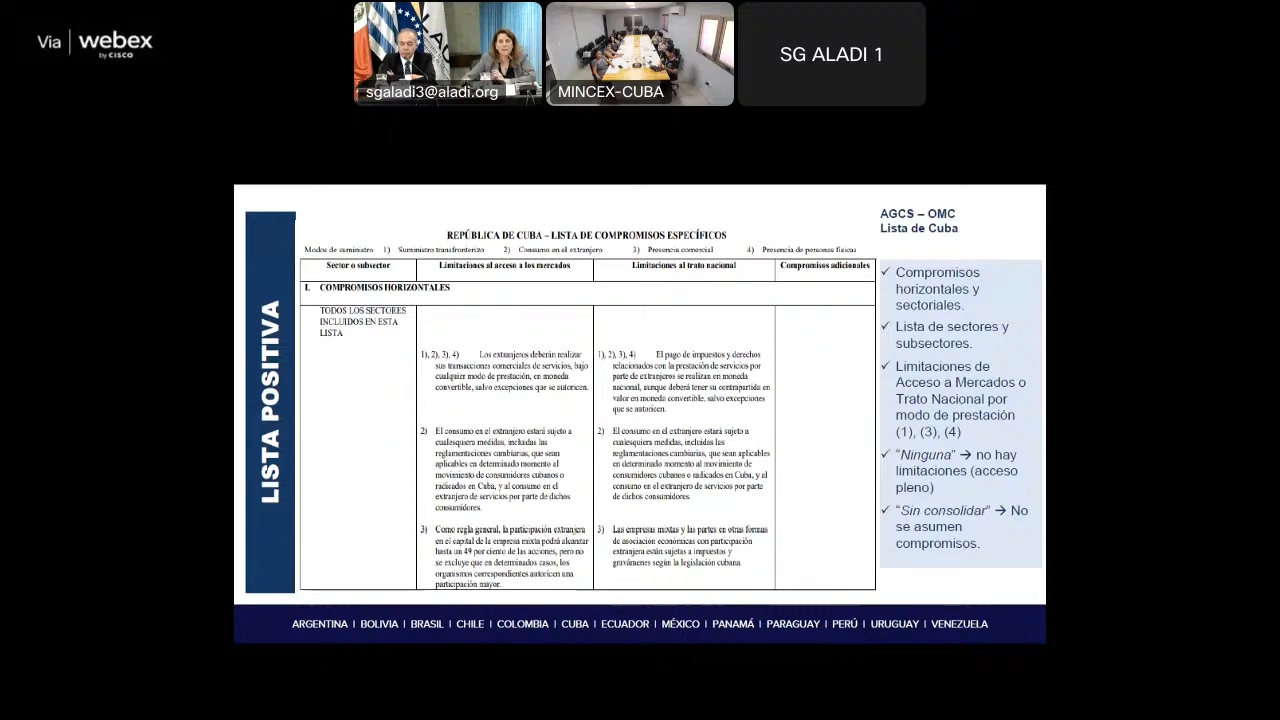 Via | webex
by CISCO
sgaladi3@aladi.org
MINCEX-CUBA
SG ALADI 1
LISTA POSITIVA
REPÚBLICA DE CUBA – LISTA DE COMPROMISOS ESPECÍFICOS
Modos de suministro 1) Suministro transfronterizo 2) Consumo en el extranjero 3) Presencia comercial 4) Presencia de personas físicas
Sector o subsector
Limitaciones al acceso a los mercados
Limitaciones al trato nacional
Compromisos adicionales
I. COMPROMISOS HORIZONTALES
TODOS LOS SECTORES
INCLUIDOS EN ESTA
LISTA
1), 2), 3), 4) Los extranjeros deberán realizar
sus transacciones comerciales de servicios, bajo
cualquier modo de prestación, en moneda
convertible, salvo excepciones que se autoricen.
2) El consumo en el extranjero estará sujeto a
cualesquiera medidas, incluidas las
reglamentaciones cambiarias, que sean
aplicables en determinado momento al
movimiento de consumidores cubanos o
radicados en Cuba, y al consumo en el
extranjero de servicios por parte de dichos
consumidores.
3) Como regla general, la participación extranjera
en el capital de la empresa mixta podrá alcanzar
hasta un 49 por ciento de las acciones, pero no
se excluye que en determinados casos, los
organismos correspondientes autoricen una
participación mayor.
1), 2), 3), 4) El pago de impuestos y derechos
relacionados con la prestación de servicios por
parte de extranjeros se realizan en moneda
nacional, aunque deberá tener su contrapartida en
valor en moneda convertible, salvo excepciones
que se autoricen.
2) El consumo en el extranjero estará sujeto a
cualesquiera medidas, incluidas las
reglamentaciones cambiarias, que sean aplicables
en determinado momento al movimiento de
consumidores cubanos o radicados en Cuba, y al
consumo en el extranjero de servicios por parte
de dichos consumidores.
3) Las empresas mixtas y las partes en otras formas
de asociación económicas con participación
extranjera están sujetas a impuestos y
gravámenes según la legislación cubana.
AGCS – OMC
Lista de Cuba
✓ Compromisos
horizontales y
sectoriales.
✓ Lista de sectores y
subsectores.
✓ Limitaciones de
Acceso a Mercados o
Trato Nacional por
modo de prestación
(1), (3), (4)
✓ “Ninguna” → no hay
limitaciones (acceso
pleno)
✓ “Sin consolidar” → No
se asumen
compromisos.
ARGENTINA | BOLIVIA | BRASIL | CHILE | COLOMBIA | CUBA | ECUADOR | MÉXICO | PANAMÁ | PARAGUAY | PERÚ | URUGUAY | VENEZUELA